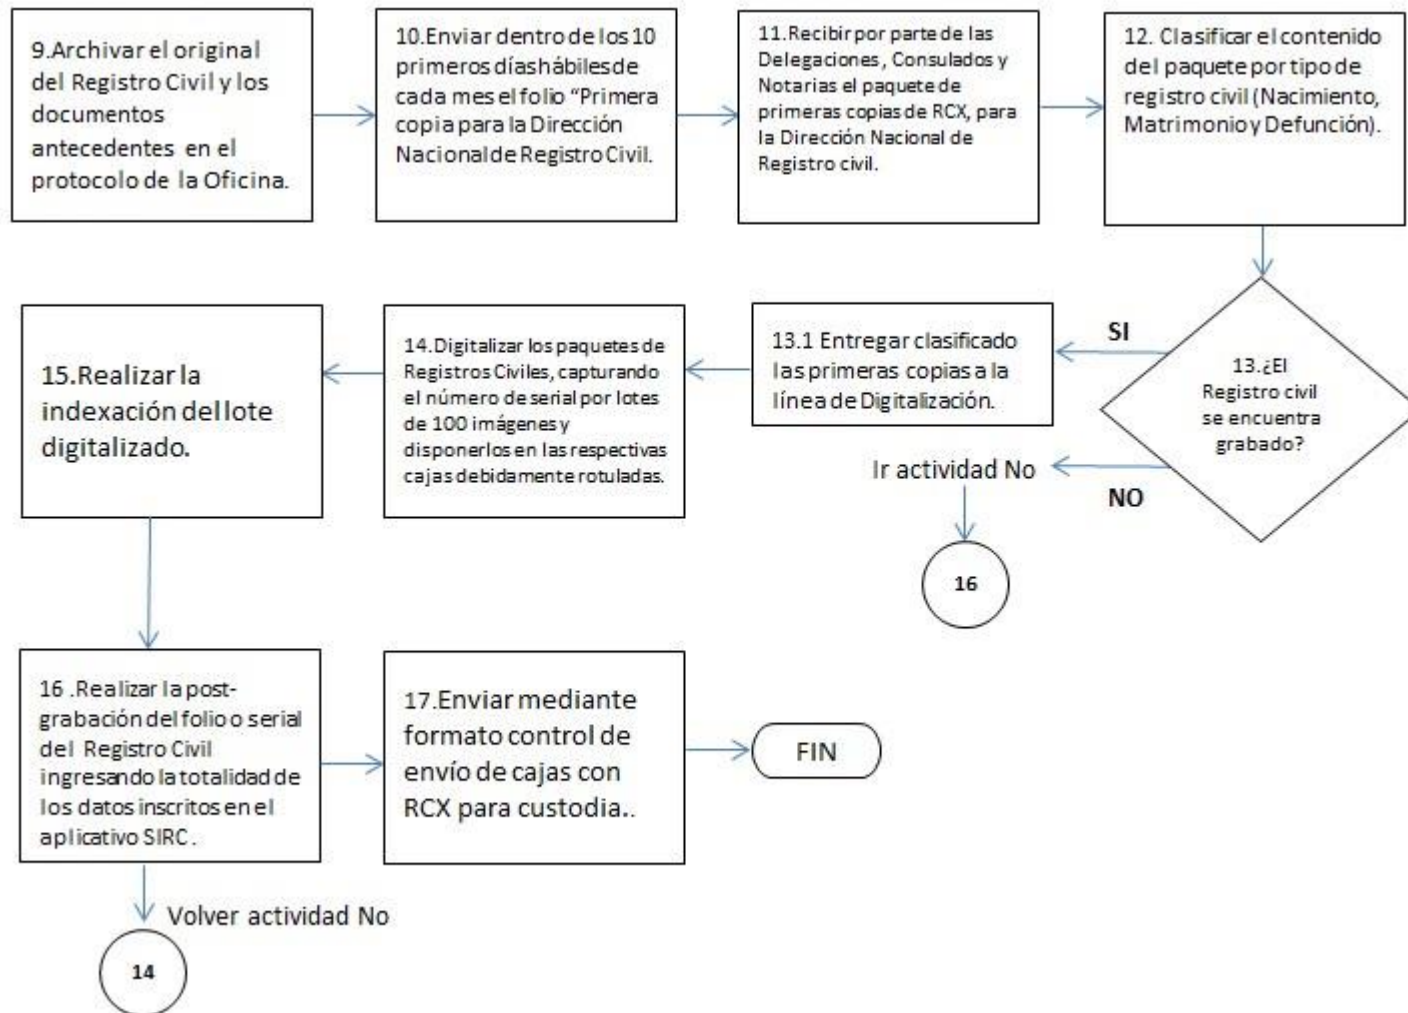 9.Archivar el original
del Registro Civil y los
documentos
antecedentes en el
protocolo de la Oficina.
10.Enviar dentro de los 10
primeros días hábiles de
cada mes el folio “Primera
copia para la Dirección
Nacional de Registro Civil.
11.Recibir por parte de las
Delegaciones, Consulados y
Notarias el paquete de
primeras copias de RCX, para
la Dirección Nacional de
Registro civil.
12. Clasificar el contenido
del paquete por tipo de
registro civil (Nacimiento,
Matrimonio y Defunción).
13.¿El
Registro civil
se encuentra
grabado?
SI
NO
13.1 Entregar clasificado
las primeras copias a la
línea de Digitalización.
Ir actividad No
16
14.Digitalizar los paquetes de
Registros Civiles, capturando
el número de serial por lotes
de 100 imágenes y
disponerlos en las respectivas
cajas debidamente rotuladas.
15.Realizar la
indexación del lote
digitalizado.
16 .Realizar la post-
grabación del folio o serial
del Registro Civil
ingresando la totalidad de
los datos inscritos en el
aplicativo SIRC .
Volver actividad No
14
17.Enviar mediante
formato control de
envío de cajas con
RCX para custodia..
FIN